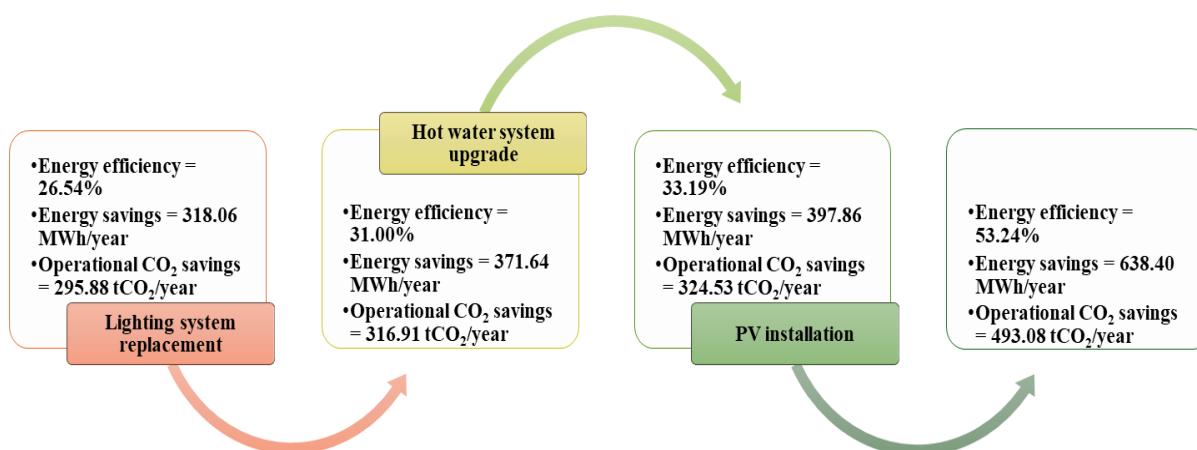 •Energy efficiency =
26.54%
•Energy savings = 318.06
MWh/year
•Operational CO₂ savings
= 295.88 tCO₂/year
Lighting system
replacement
Hot water system
upgrade
•Energy efficiency =
31.00%
•Energy savings = 371.64
MWh/year
•Operational CO₂ savings
= 316.91 tCO₂/year
•Energy efficiency =
33.19%
•Energy savings = 397.86
MWh/year
•Operational CO₂ savings
= 324.53 tCO₂/year
PV installation
•Energy efficiency =
53.24%
•Energy savings = 638.40
MWh/year
•Operational CO₂ savings
= 493.08 tCO₂/year